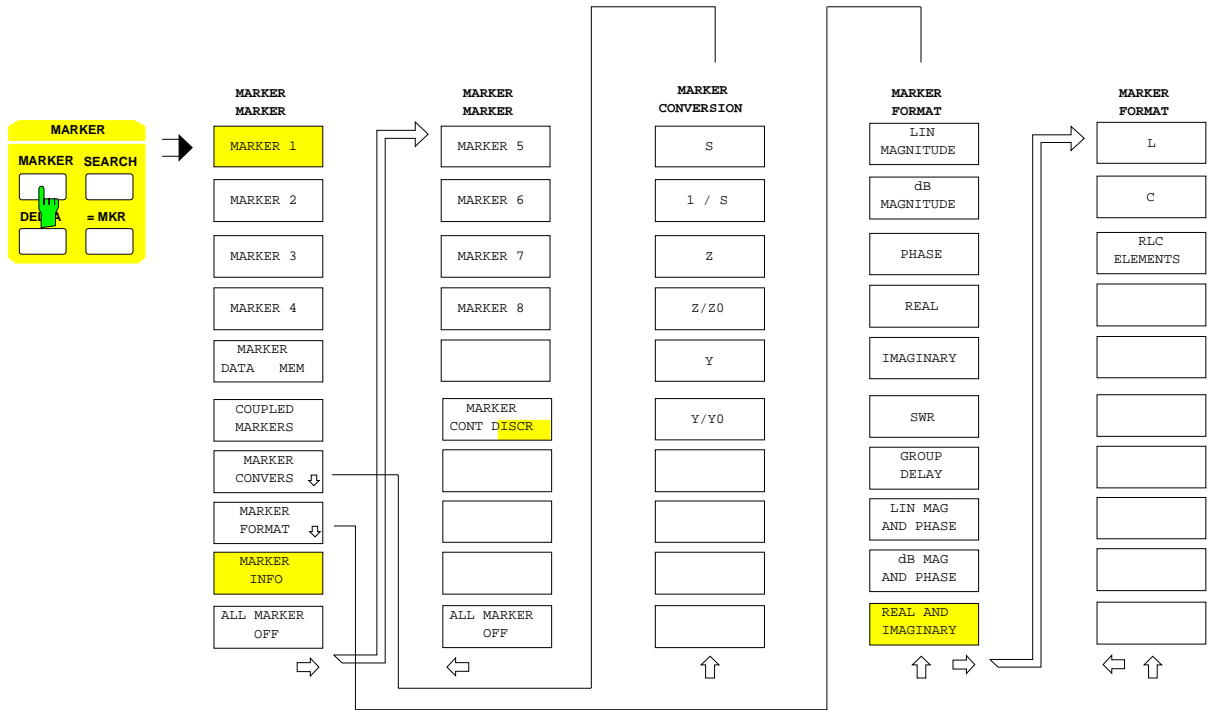 MARKER
MARKER SEARCH
= MKR
MARKER
MARKER
MARKER 1
MARKER 2
MARKER 3
MARKER 4
MARKER
DATA MEM
COUPLED
MARKERS
MARKER
CONVERS
MARKER
FORMAT
MARKER
INFO
ALL MARKER
OFF
MARKER
MARKER
MARKER 5
MARKER 6
MARKER 7
MARKER 8
MARKER
CONT DISCR
ALL MARKER
OFF
MARKER
CONVERSION
S
1 / S
Z
Z/Z0
Y
Y/Y0
MARKER
FORMAT
LIN
MAGNITUDE
dB
MAGNITUDE
PHASE
REAL
IMAGINARY
SWR
GROUP
DELAY
LIN MAG
AND PHASE
dB MAG
AND PHASE
REAL AND
IMAGINARY
MARKER
FORMAT
L
C
RLC
ELEMENTS